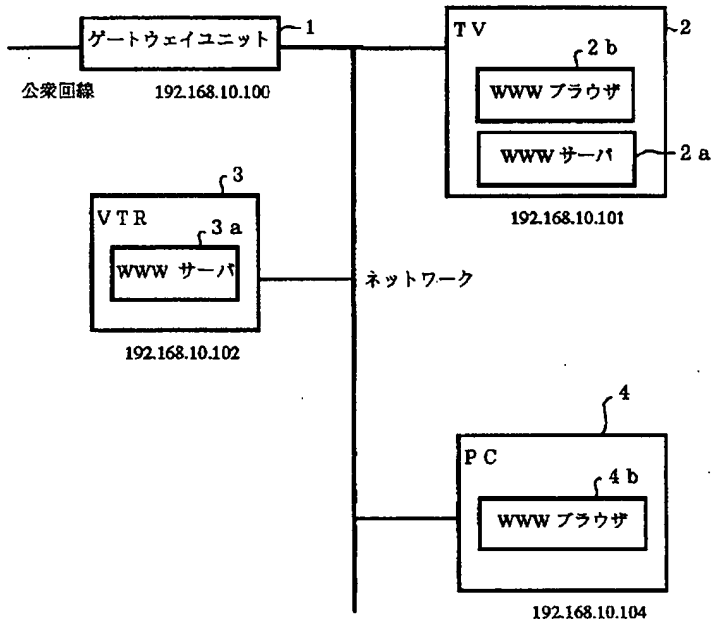 ゲートウェイユニット
1
公衆回線
192.168.10.100
TV
2
2b
WWW ブラウザ
WWW サーバ
2a
192.168.10.101
3
VTR
3a
WWW サーバ
192.168.10.102
ネットワーク
4
PC
4b
WWW ブラウザ
192.168.10.104